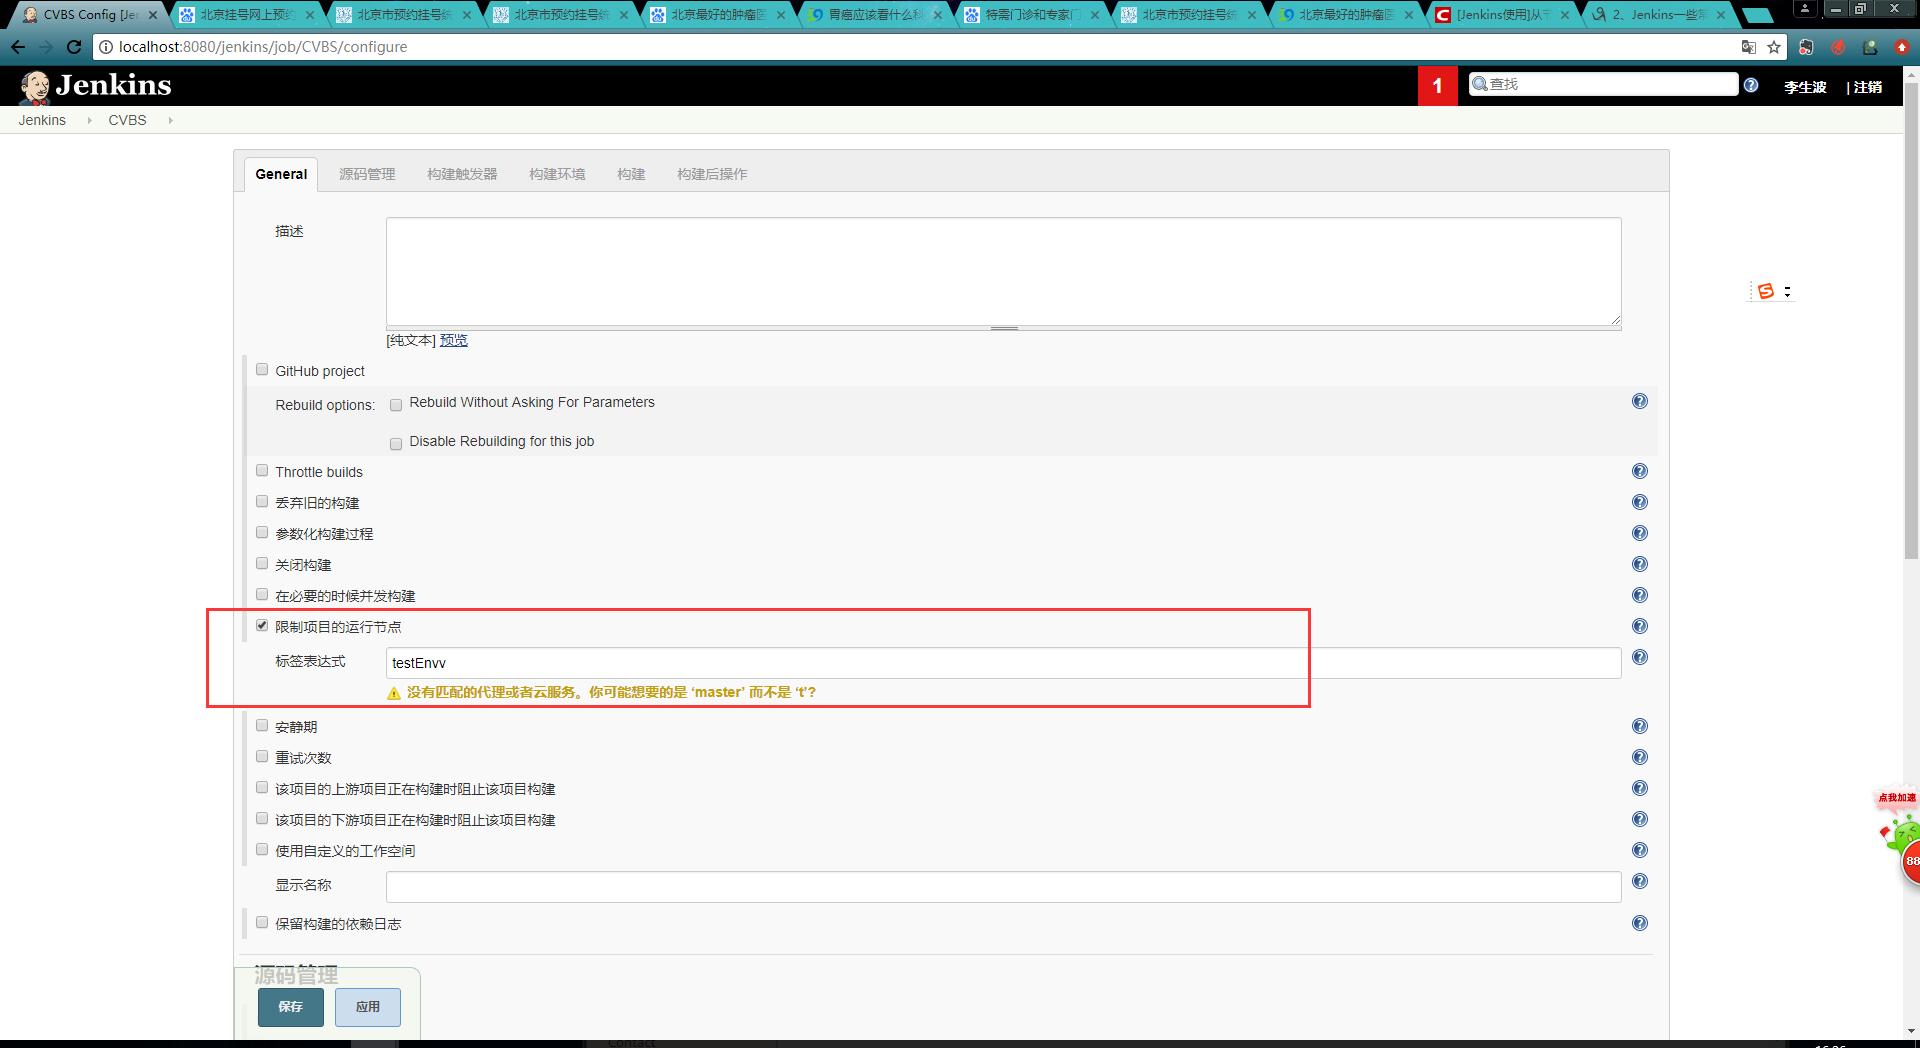 CVBS Config [Je
北京挂号网上预约
北京市预约挂号统
北京市预约挂号统
北京最好的肿瘤医
胃癌应该看什么科
特需门诊和专家门
北京市预约挂号统
北京最好的肿瘤医
[Jenkins使用]从
2、Jenkins一些常
localhost:8080/jenkins/job/CVBS/configure
Jenkins
1
查找
李生波
| 注销
Jenkins
CVBS
General
源码管理
构建触发器
构建环境
构建
构建后操作
描述
[纯文本] 预览
GitHub project
Rebuild options:
Rebuild Without Asking For Parameters
Disable Rebuilding for this job
Throttle builds
丢弃旧的构建
参数化构建过程
关闭构建
在必要的时候并发构建
限制项目的运行节点
标签表达式
testEnvv
没有匹配的代理或者云服务。你可能想要的是 ‘master’ 而不是 ‘t’?
安静期
重试次数
该项目的上游项目正在构建时阻止该项目构建
该项目的下游项目正在构建时阻止该项目构建
点我加速
使用自定义的工作空间
88
显示名称
保留构建的依赖日志
源码管理
保存
应用